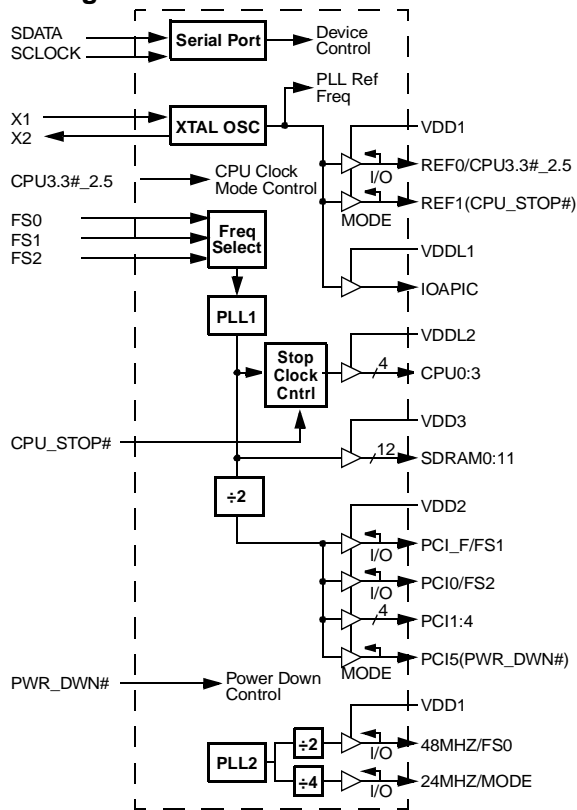 SDATA
SCLOCK
Serial Port
Device
Control
PLL Ref
Freq
X1
X2
XTAL OSC
VDD1
REF0/CPU3.3#_2.5
I/O
CPU3.3#_2.5
CPU Clock
Mode Control
REF1(CPU_STOP#)
MODE
FS0
FS1
FS2
Freq
Select
VDDL1
IOAPIC
PLL1
VDDL2
Stop
Clock
Cntrl
4
CPU0:3
CPU_STOP#
VDD3
12
SDRAM0:11
÷2
VDD2
PCI_F/FS1
I/O
PCI0/FS2
I/O
4
PCI1:4
PCI5(PWR_DWN#)
MODE
PWR_DWN#
Power Down
Control
VDD1
PLL2
÷2
48MHZ/FS0
I/O
÷4
24MHZ/MODE
I/O